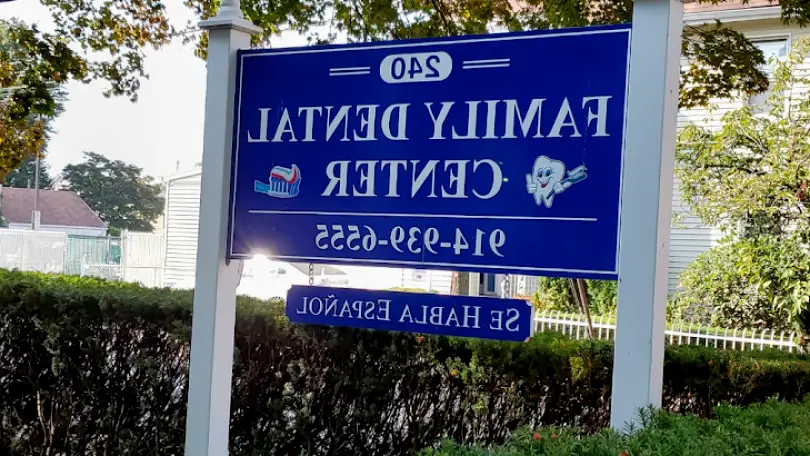 240
FAMILY DENTAL
CENTER
914-939-6555
SE HABLA ESPAÑOL